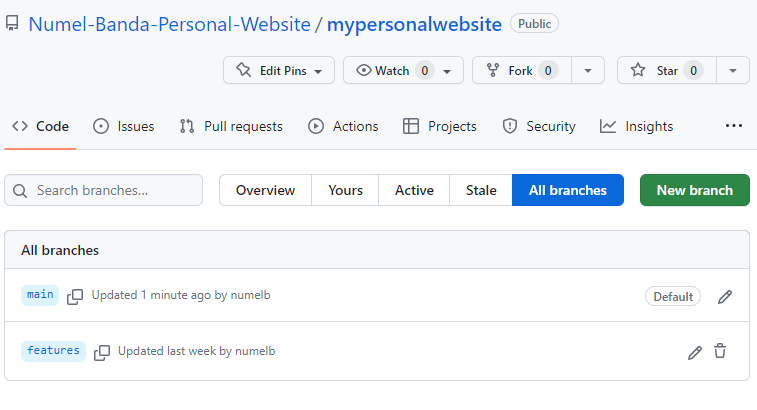 Numel-Banda-Personal-Website / mypersonalwebsite Public
Edit Pins Watch 0 Fork 0 Star 0
Code Issues Pull requests Actions Projects Security Insights ...
Search branches... Overview Yours Active Stale All branches New branch
All branches
main Updated 1 minute ago by numelb Default
features Updated last week by numelb